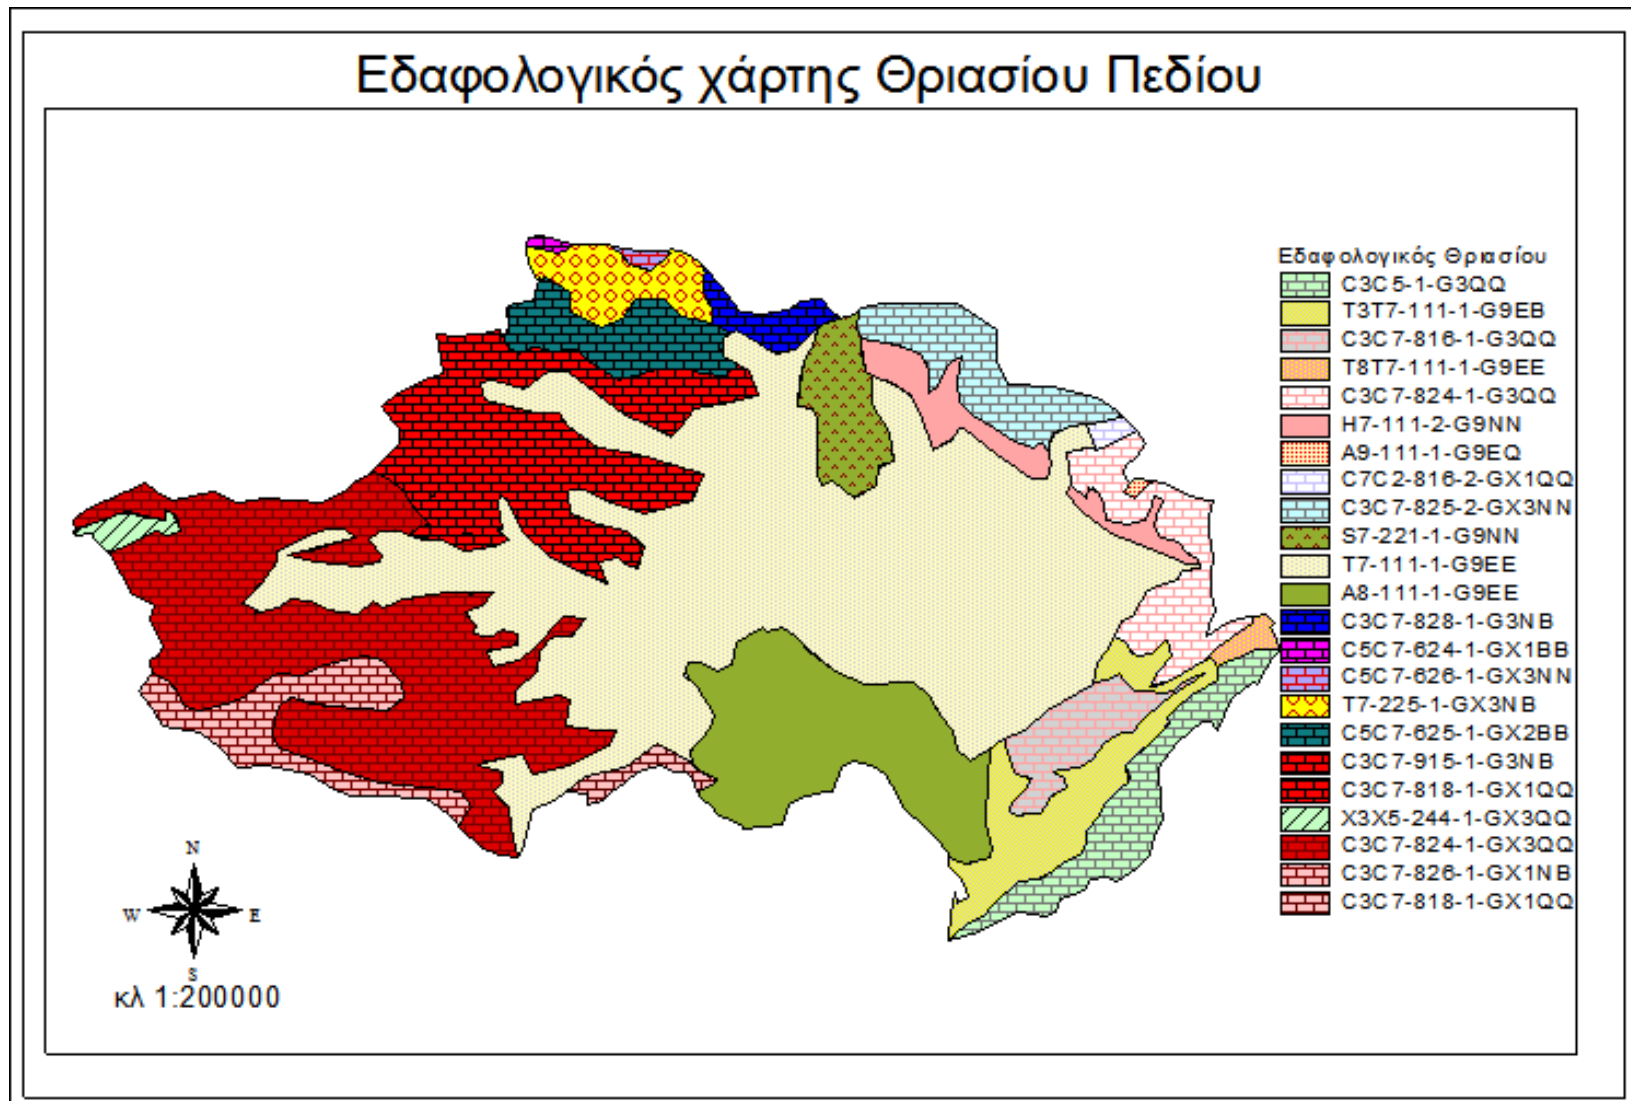 Εδαφολογικός χάρτης Θριασίου Πεδίου
Εδαφολογικός Θριασίου
C3C5-1-G3QQ
T3T7-111-1-G9EB
C3C7-816-1-G3QQ
T8T7-111-1-G9EE
C3C7-824-1-G3QQ
H7-111-2-G9NN
A9-111-1-G9EQ
C7C2-816-2-GX1QQ
C3C7-825-2-GX3NN
S7-221-1-G9NN
T7-111-1-G9EE
A8-111-1-G9EE
C3C7-828-1-G3NB
C5C7-624-1-GX1BB
C5C7-626-1-GX3NN
T7-225-1-GX3NB
C5C7-625-1-GX2BB
C3C7-915-1-G3NB
C3C7-818-1-GX1QQ
X3X5-244-1-GX3QQ
C3C7-824-1-GX3QQ
C3C7-826-1-GX1NB
C3C7-818-1-GX1QQ
N
W E
S
κλ 1:200000